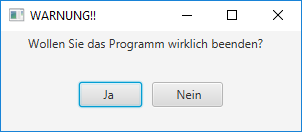 WARNUNG!!
Wollen Sie das Programm wirklich beenden?
Ja
Nein